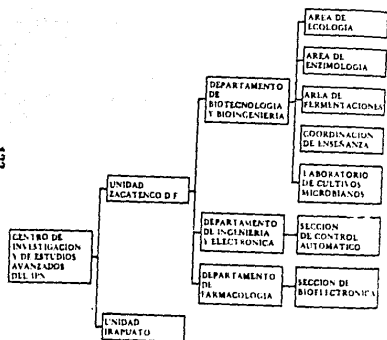 AREA DE
ECOLOGIA
AREA DE
ENZIMOLOGIA
DEPARTAMENTO
DE
BIOTECNOLOGIA
Y BIOINGENIERIA
AREA DE
FERMENTACIONES
COORDINACION
DE ENSEÑANZA
LABORATORIO
DE CULTIVOS
MICROBIANOS
UNIDAD
ZACATENCO D F
CENTRO DE
INVESTIGACION
Y DE ESTUDIOS
AVANZADOS
DEL IPN
DEPARTAMENTO
DE INGENIERIA
Y ELECTRONICA
SECCION
DE CONTROL
AUTOMATICO
DEPARTAMENTO
DE
FARMACOLOGIA
SECCION DE
BIOELECTRONICA
UNIDAD
IRAPUATO